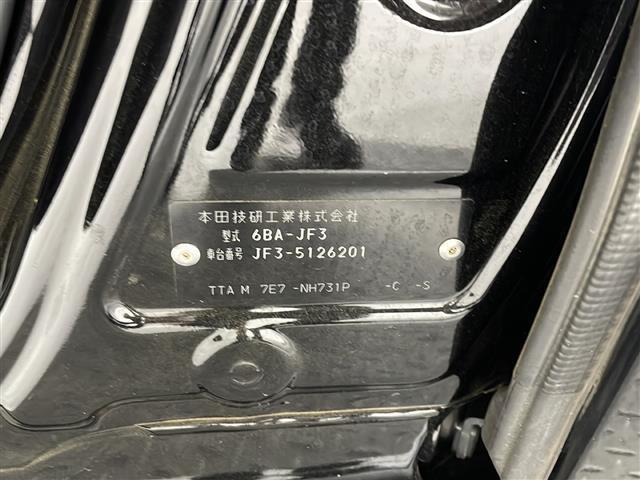 本田技研工業株式会社
型式 6BA-JF3
車台番号 JF3-5126201
TTA M 7E7 -NH731P -C -S